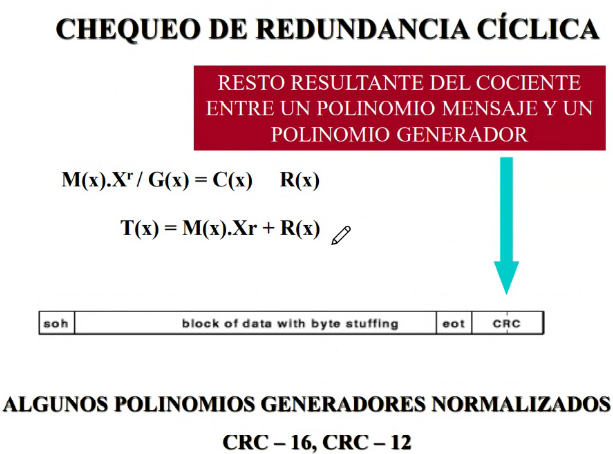 CHEQUEO DE REDUNDANCIA CÍCLICA
RESTO RESULTANTE DEL COCIENTE
ENTRE UN POLINOMIO MENSAJE Y UN
POLINOMIO GENERADOR
M(x).Xʳ / G(x) = C(x) R(x)
T(x) = M(x).Xr + R(x)
soh block of data with byte stuffing eot CRC
ALGUNOS POLINOMIOS GENERADORES NORMALIZADOS
CRC – 16, CRC – 12